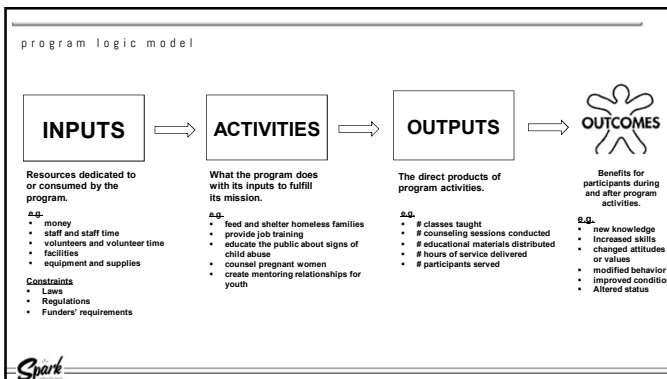 program logic model
INPUTS
Resources dedicated to
or consumed by the
program.
e.g.
▪ money
▪ staff and staff time
▪ volunteers and volunteer time
▪ facilities
▪ equipment and supplies
Constraints
▪ Laws
▪ Regulations
▪ Funders' requirements
ACTIVITIES
What the program does
with its inputs to fulfill
its mission.
e.g.
▪ feed and shelter homeless families
▪ provide job training
▪ educate the public about signs of
child abuse
▪ counsel pregnant women
▪ create mentoring relationships for
youth
OUTPUTS
The direct products of
program activities.
e.g.
▪ # classes taught
▪ # counseling sessions conducted
▪ # educational materials distributed
▪ # hours of service delivered
▪ # participants served
OUTCOMES
Benefits for
participants during
and after program
activities.
e.g.
▪ new knowledge
▪ Increased skills
▪ changed attitudes
or values
▪ modified behavior
▪ improved conditio
▪ Altered status
Spark